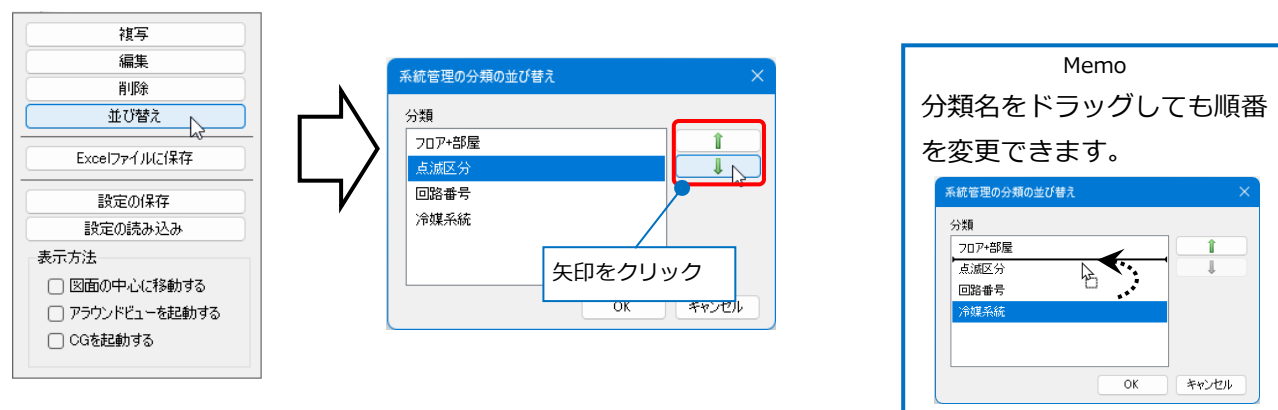 複写
編集
削除
並び替え
Excelファイルに保存
設定の保存
設定の読み込み
表示方法
図面の中心に移動する
アラウンドビューを起動する
CGを起動する
系統管理の分類の並び替え
分類
フロア+部屋
点滅区分
回路番号
冷媒系統
矢印をクリック
OK
キャンセル
Memo
分類名をドラッグしても順番
を変更できます。
系統管理の分類の並び替え
分類
フロア+部屋
点滅区分
回路番号
冷媒系統
OK
キャンセル